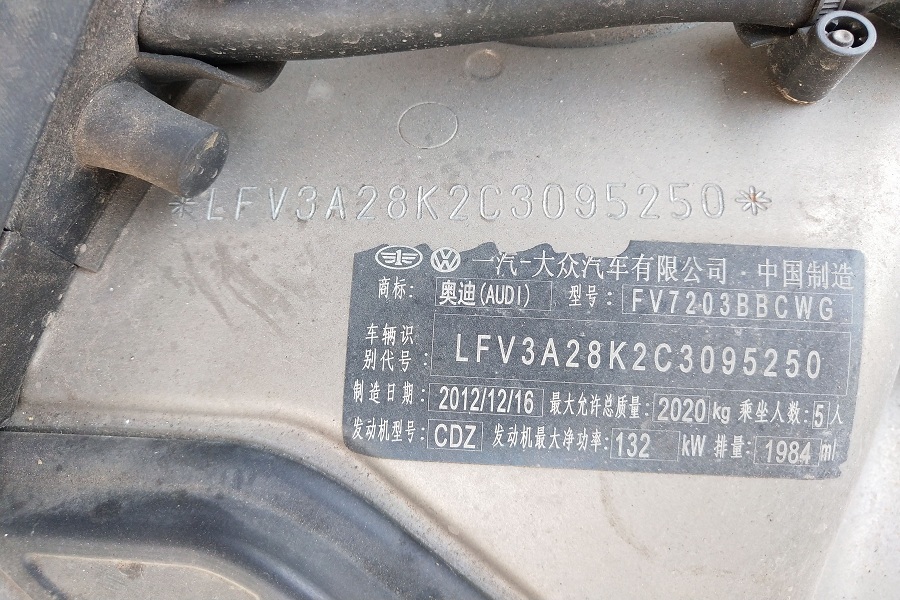 *LFV3A28K2C3095250*
一汽-大众汽车有限公司·中国制造
商标: 奥迪(AUDI) 型号: FV7203BBCWG
车辆识
别代号: LFV3A28K2C3095250
制造日期: 2012/12/16 最大允许总质量: 2020 kg 乘坐人数: 5 人
发动机型号: CDZ 发动机最大净功率: 132 kW 排量: 1984 ml